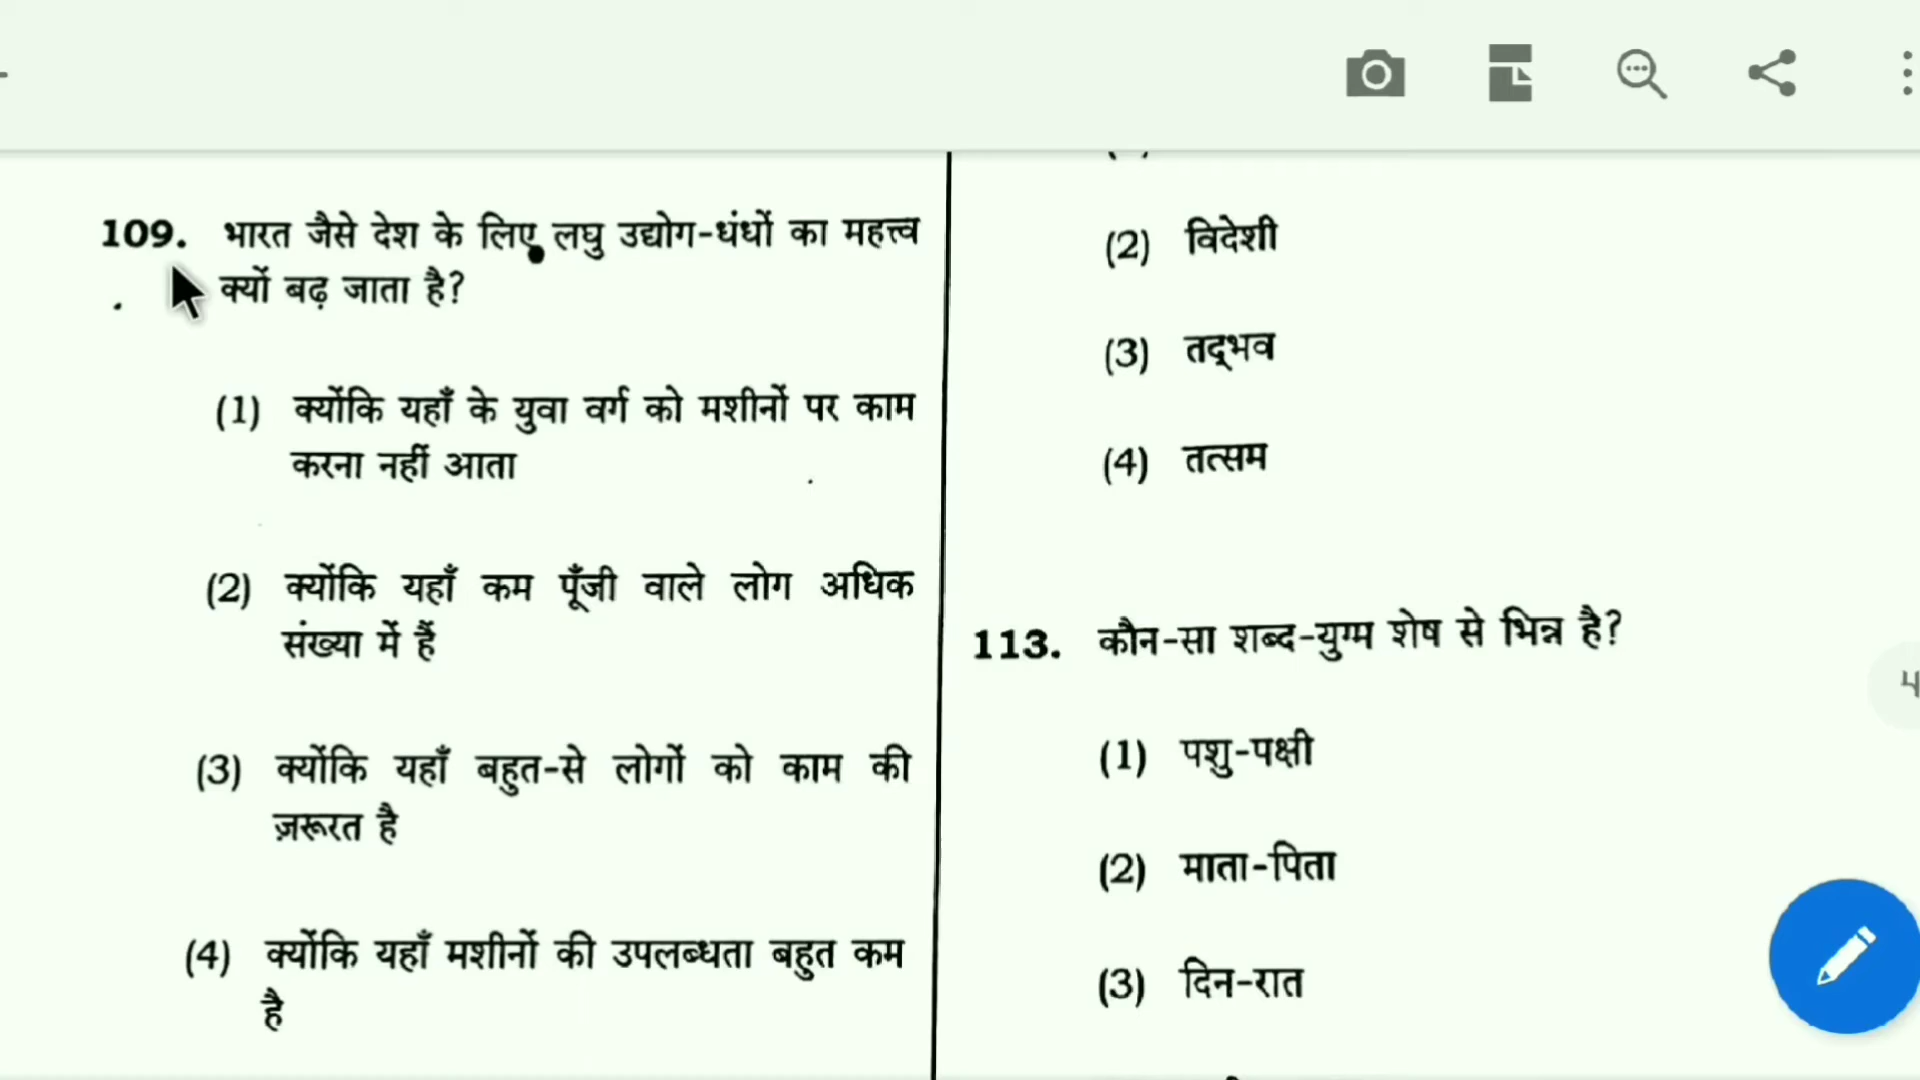 109. भारत जैसे देश के लिए लघु उद्योग-धंधों का महत्त्व
क्यों बढ़ जाता है?
(1) क्योंकि यहाँ के युवा वर्ग को मशीनों पर काम
करना नहीं आता
(2) क्योंकि यहाँ कम पूँजी वाले लोग अधिक
संख्या में हैं
(3) क्योंकि यहाँ बहुत-से लोगों को काम की
ज़रूरत है
(4) क्योंकि यहाँ मशीनों की उपलब्धता बहुत कम
है
(2) विदेशी
(3) तद्भव
(4) तत्सम
113. कौन-सा शब्द-युग्म शेष से भिन्न है?
(1) पशु-पक्षी
(2) माता-पिता
(3) दिन-रात